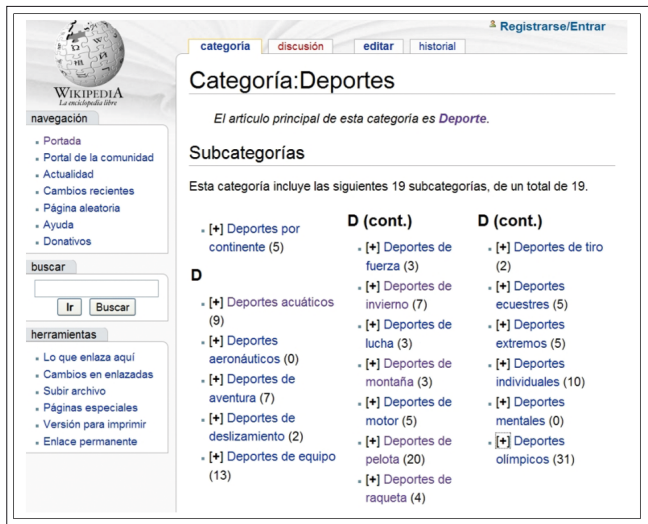 Registrarse/Entrar
categoría
discusión
editar
historial
WIKIPEDIA
La enciclopedia libre
navegación
Portada
Portal de la comunidad
Actualidad
Cambios recientes
Página aleatoria
Ayuda
Donativos
buscar
Ir
Buscar
herramientas
Lo que enlaza aquí
Cambios en enlazadas
Subir archivo
Páginas especiales
Versión para imprimir
Enlace permanente
Categoría:Deportes
El artículo principal de esta categoría es Deporte.
Subcategorías
Esta categoría incluye las siguientes 19 subcategorías, de un total de 19.
[+] Deportes por
continente (5)
D
[+] Deportes acuáticos
(9)
[+] Deportes
aeronáuticos (0)
[+] Deportes de
aventura (7)
[+] Deportes de
deslizamiento (2)
[+] Deportes de equipo
(13)
D (cont.)
[+] Deportes de
fuerza (3)
[+] Deportes de
invierno (7)
[+] Deportes de
lucha (3)
[+] Deportes de
montaña (3)
[+] Deportes de
motor (5)
[+] Deportes de
pelota (20)
[+] Deportes de
raqueta (4)
D (cont.)
[+] Deportes de tiro
(2)
[+] Deportes
ecuestres (5)
[+] Deportes
extremos (5)
[+] Deportes
individuales (10)
[+] Deportes
mentales (0)
[+] Deportes
olímpicos (31)